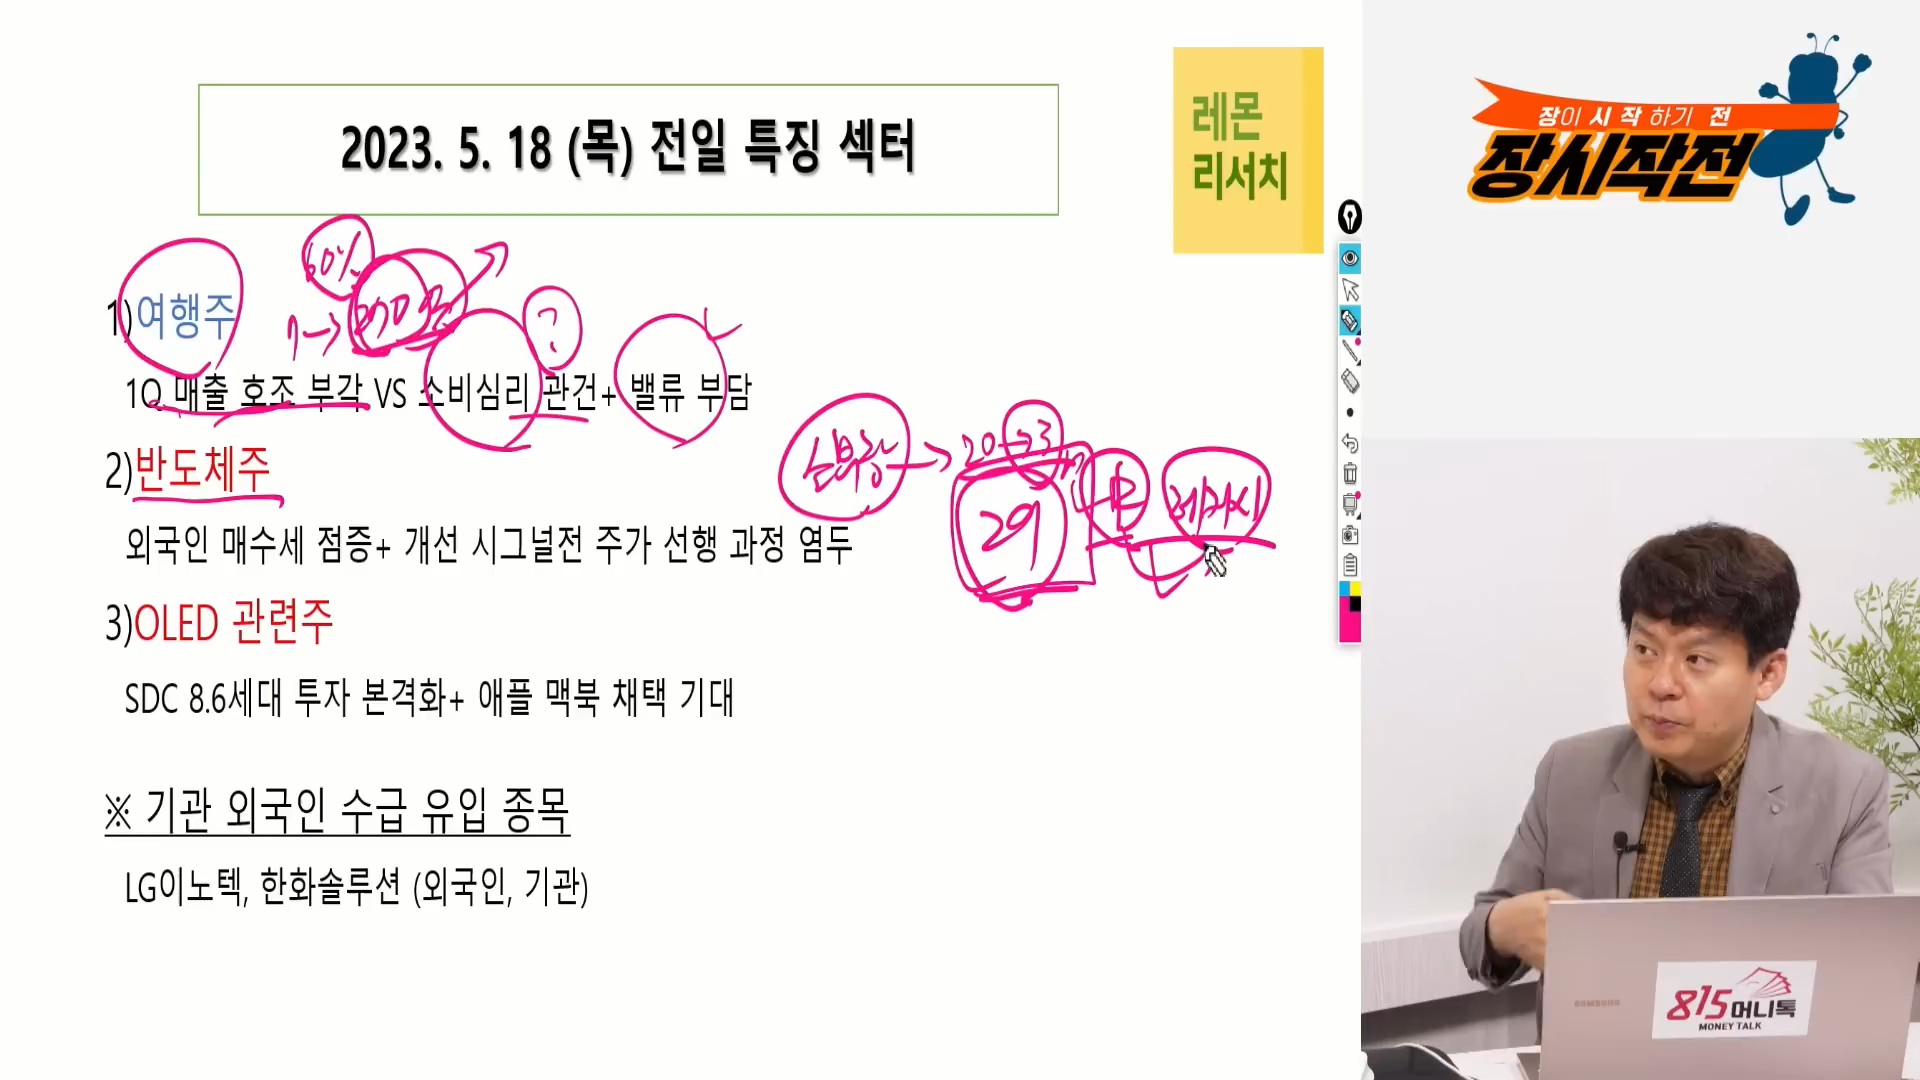 2023. 5. 18 (목) 전일 특징 섹터
레몬
리서치
장이 시 작 하기 전
장시작전
60%
1)여행주
?
1Q 매출 호조 부각 VS 소비심리 관건+ 밸류 부담
2)반도체주
2023
29
외국인 매수세 점증+ 개선 시그널전 주가 선행 과정 염두
3)OLED 관련주
SDC 8.6세대 투자 본격화+ 애플 맥북 채택 기대
※ 기관 외국인 수급 유입 종목
LG이노텍, 한화솔루션 (외국인, 기관)
SAMSUNG
815머니톡
MONEY TALK